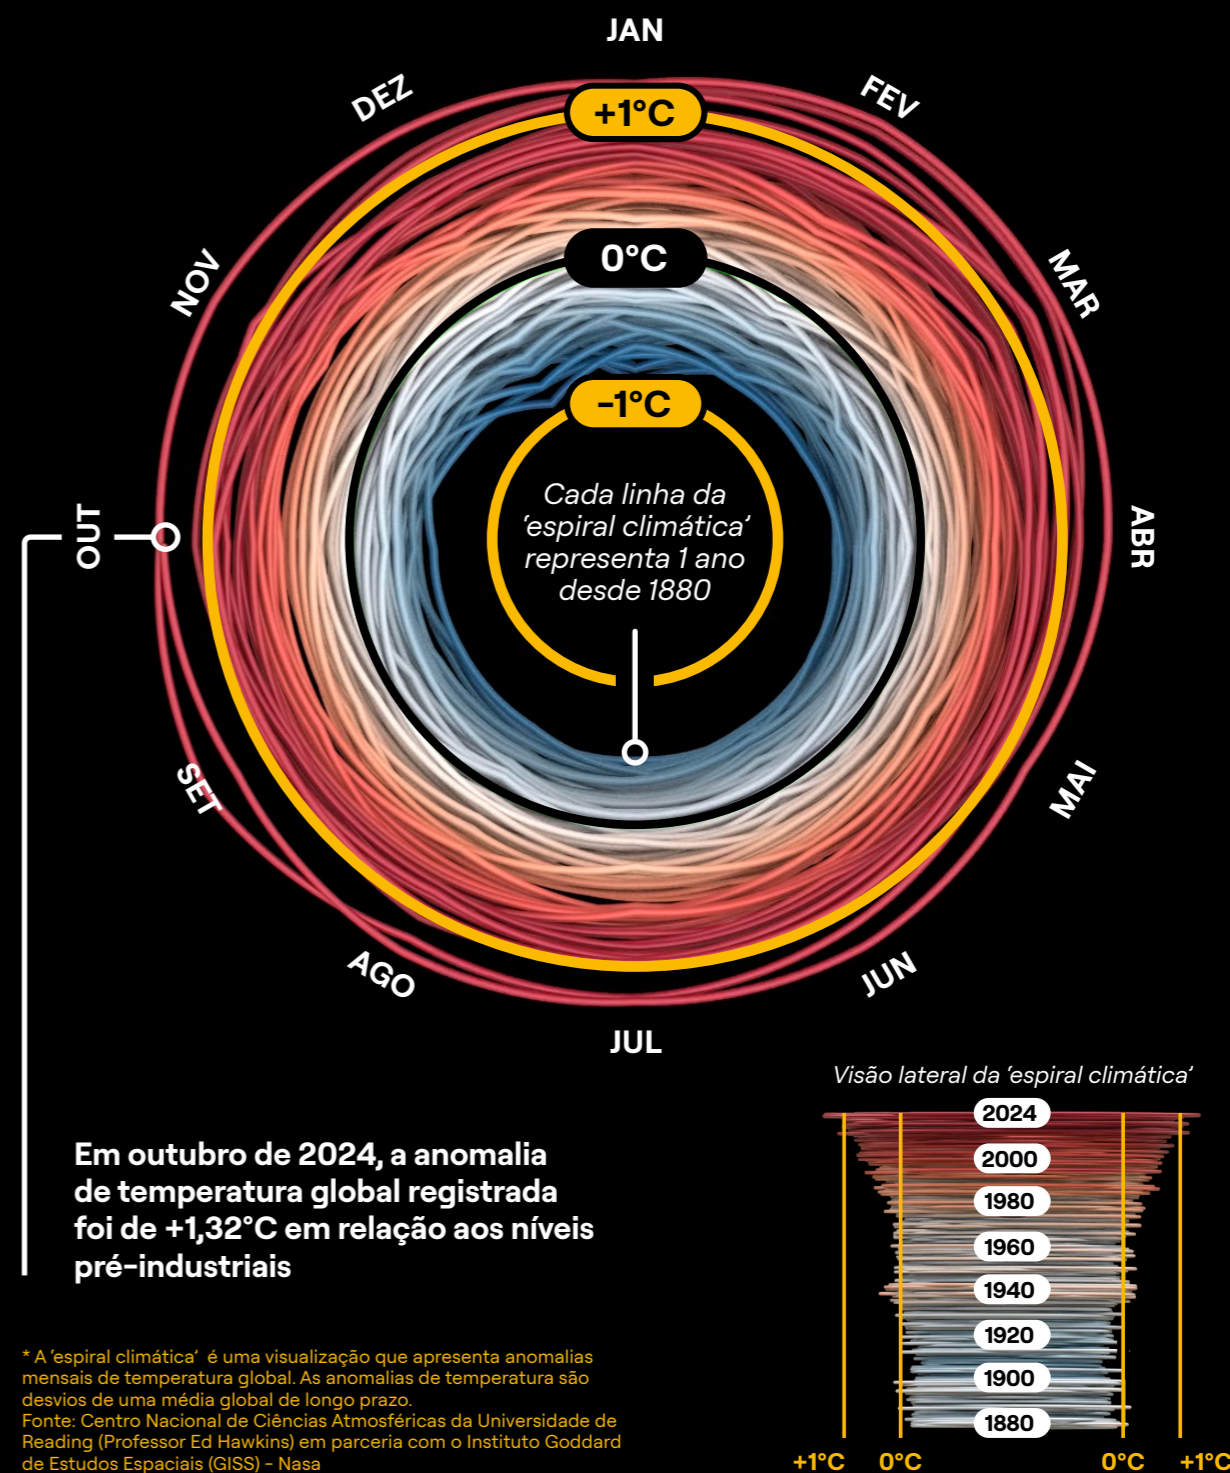 JAN
DEZ
FEV
+1°C
NOV
MAR
0°C
-1°C
Cada linha da
‘espiral climática’
representa 1 ano
desde 1880
OUT
ABR
SET
MAI
AGO
JUN
JUL
Visão lateral da ‘espiral climática’
2024
2000
1980
1960
1940
1920
1900
1880
+1°C 0°C 0°C +1°C
Em outubro de 2024, a anomalia
de temperatura global registrada
foi de +1,32°C em relação aos níveis
pré-industriais
* A ‘espiral climática’ é uma visualização que apresenta anomalias
mensais de temperatura global. As anomalias de temperatura são
desvios de uma média global de longo prazo.
Fonte: Centro Nacional de Ciências Atmosféricas da Universidade de
Reading (Professor Ed Hawkins) em parceria com o Instituto Goddard
de Estudos Espaciais (GISS) - Nasa